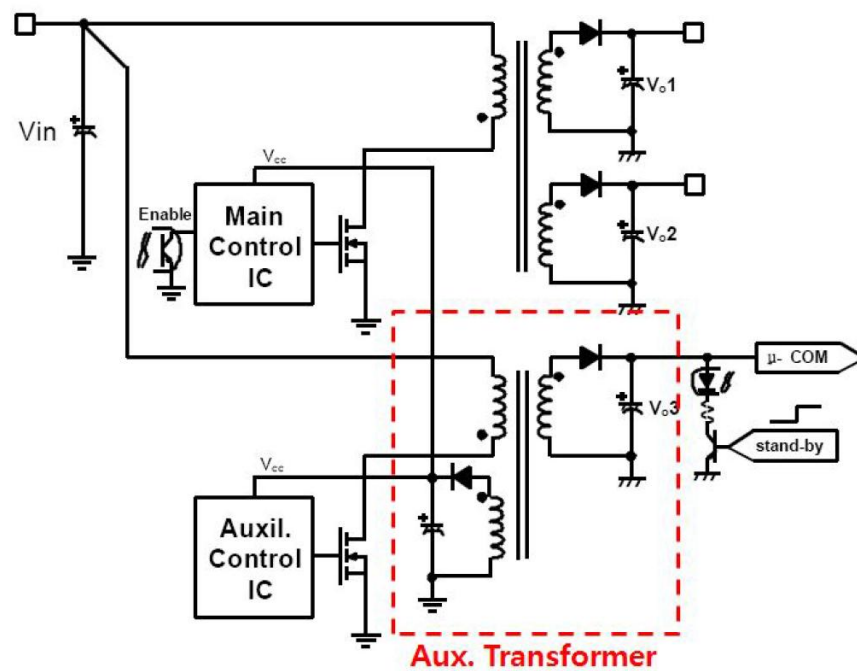 Vin
Vo1
Vcc
Enable
Main
Control
IC
Vo2
μ- COM
Vo3
stand-by
Vcc
Auxil.
Control
IC
Aux. Transformer